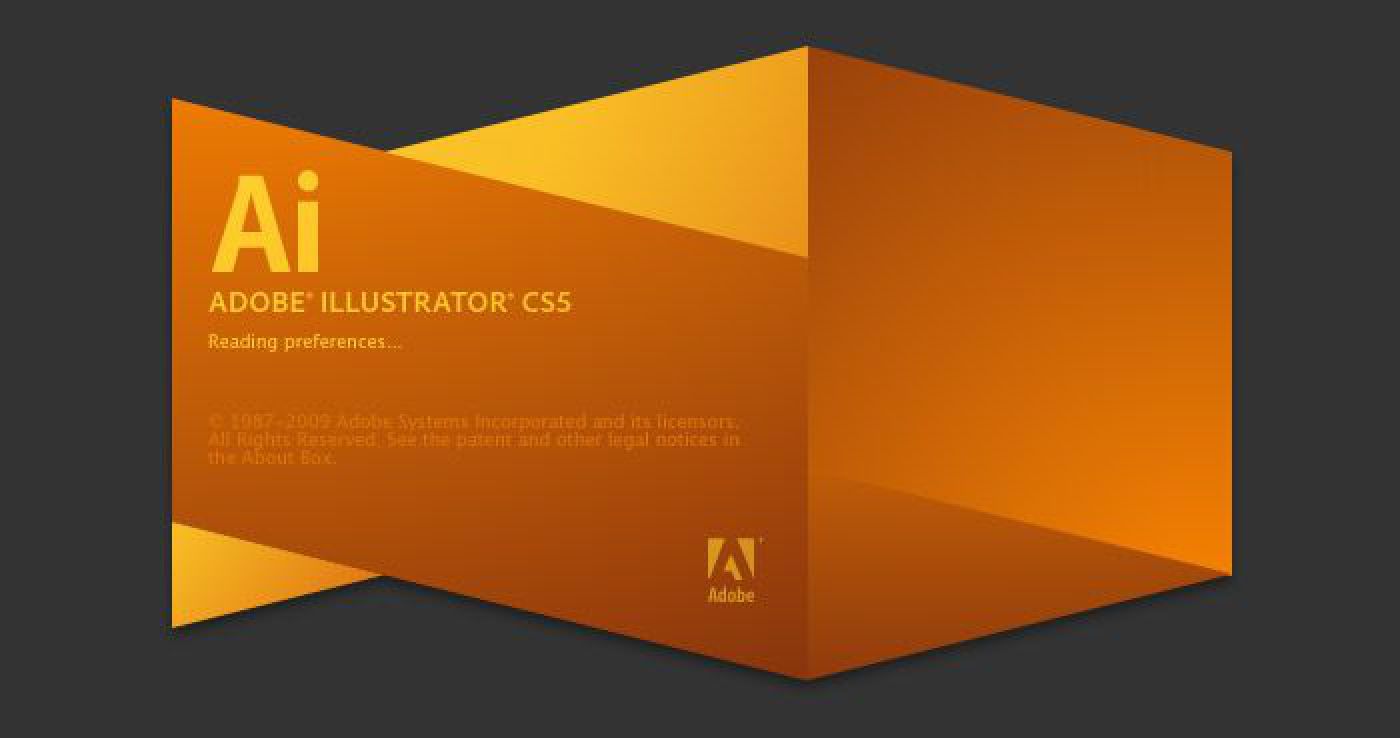 Ai
ADOBE® ILLUSTRATOR® CS5
Reading preferences...
© 1987-2009 Adobe Systems Incorporated and its licensors.
All Rights Reserved. See the patent and other legal notices in
the About Box.
Adobe